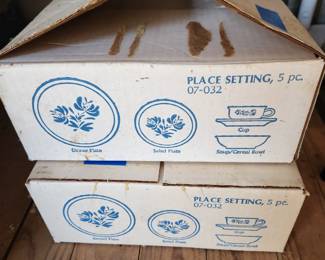 PLACE SETTING, 5 pc.
07-032
Dinner Plate
Salad Plate
Cup
Soup/Cereal Bowl
PLACE SETTING, 5 pc.
07-032
Dinner Plate
Salad Plate
Cup
Soup/Cereal Bowl